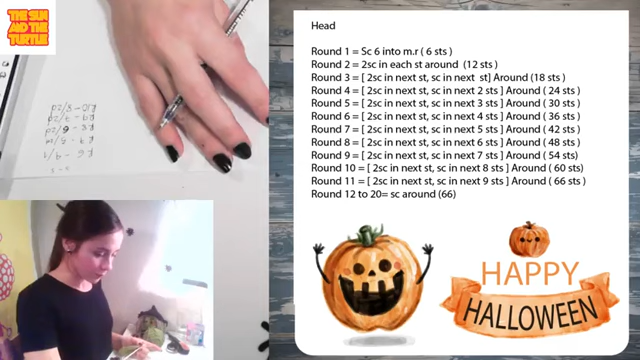 THE SUN
AND THE
TURTLE
Head
Round 1 = Sc 6 into m.r ( 6 sts )
Round 2 = 2sc in each st around (12 sts )
Round 3 = [ 2sc in next st, sc in next st] Around (18 sts )
Round 4 = [ 2sc in next st, sc in next 2 sts ] Around ( 24 sts )
Round 5 = [ 2sc in next st, sc in next 3 sts ] Around ( 30 sts )
Round 6 = [ 2sc in next st, sc in next 4 sts ] Around ( 36 sts )
Round 7 = [ 2sc in next st, sc in next 5 sts ] Around ( 42 sts )
Round 8 = [ 2sc in next st, sc in next 6 sts ] Around ( 48 sts )
Round 9 = [ 2sc in next st, sc in next 7 sts ] Around ( 54 sts)
Round 10 = [ 2sc in next st, sc in next 8 sts ] Around ( 60 sts)
Round 11 = [ 2sc in next st, sc in next 9 sts ] Around ( 66 sts )
Round 12 to 20= sc around (66)
HAPPY
HALLOWEEN